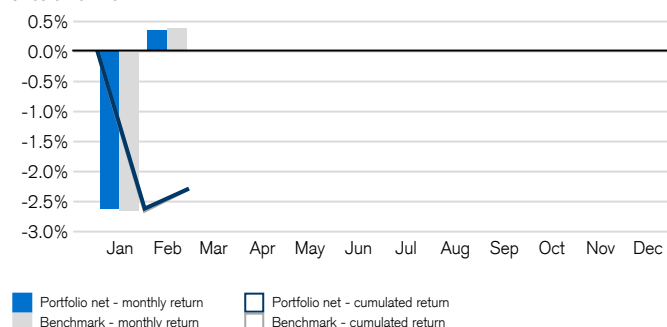 0.5%
0.0%
-0.5%
-1.0%
-1.5%
-2.0%
-2.5%
-3.0%
Jan Feb Mar Apr May Jun Jul Aug Sep Oct Nov Dec
Portfolio net - monthly return Portfolio net - cumulated return
Benchmark - monthly return Benchmark - cumulated return